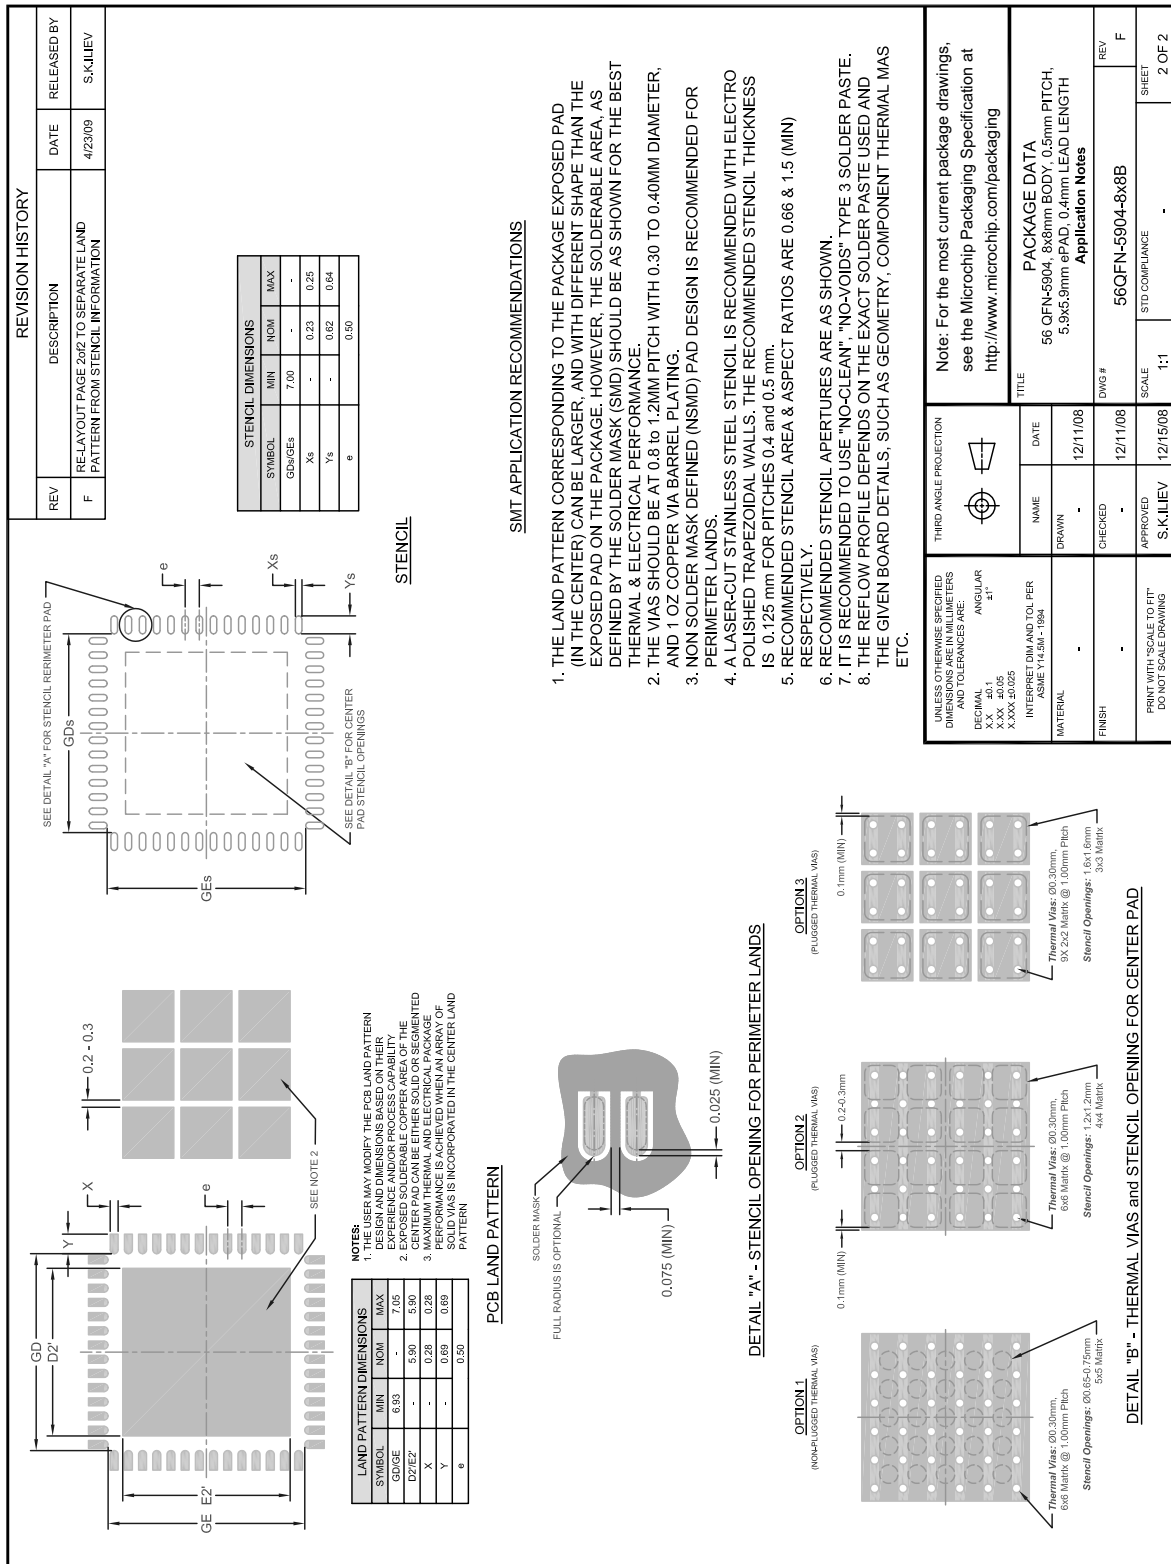 REVISION HISTORY
REV DESCRIPTION DATE RELEASED BY
F RE-LAYOUT PAGE 2of2 TO SEPARATE LAND PATTERN FROM STENCIL INFORMATION 4/23/09 S.K.ILIEV
GD
D2'
Y
X
e
0.2 - 0.3
GE
E2'
SEE NOTE 2
LAND PATTERN DIMENSIONS
SYMBOL MIN NOM MAX
GD/GE 6.93 - 7.05
D2'/E2' - 5.90 5.90
X - 0.28 0.28
Y - 0.69 0.69
e 0.50
NOTES:
1. THE USER MAY MODIFY THE PCB LAND PATTERN
DESIGN AND DIMENSIONS BASED ON THEIR
EXPERIENCE AND/OR PROCESS CAPABILITY
2. EXPOSED SOLDERABLE COPPER AREA OF THE
CENTER PAD CAN BE EITHER SOLID OR SEGMENTED
3. MAXIMUM THERMAL AND ELECTRICAL PACKAGE
PERFORMANCE IS ACHIEVED WHEN AN ARRAY OF
SOLID VIAS IS INCORPORATED IN THE CENTER LAND
PATTERN
PCB LAND PATTERN
SEE DETAIL "A" FOR STENCIL RERIMETER PAD
GDs
GEs
e
Xs
Ys
SEE DETAIL "B" FOR CENTER
PAD STENCIL OPENINGS
STENCIL
STENCIL DIMENSIONS
SYMBOL MIN NOM MAX
GDs/GEs 7.00 - -
Xs - 0.23 0.25
Ys - 0.62 0.64
e 0.50
SOLDER MASK
FULL RADIUS IS OPTIONAL
0.075 (MIN)
0.025 (MIN)
DETAIL "A" - STENCIL OPENING FOR PERIMETER LANDS
SMT APPLICATION RECOMMENDATIONS
1. THE LAND PATTERN CORRESPONDING TO THE PACKAGE EXPOSED PAD
(IN THE CENTER) CAN BE LARGER, AND WITH DIFFERENT SHAPE THAN THE
EXPOSED PAD ON THE PACKAGE. HOWEVER, THE SOLDERABLE AREA, AS
DEFINED BY THE SOLDER MASK (SMD) SHOULD BE AS SHOWN FOR THE BEST
THERMAL & ELECTRICAL PERFORMANCE.
2. THE VIAS SHOULD BE AT 0.8 to 1.2MM PITCH WITH 0.30 TO 0.40MM DIAMETER,
AND 1 OZ COPPER VIA BARREL PLATING.
3. NON SOLDER MASK DEFINED (NSMD) PAD DESIGN IS RECOMMENDED FOR
PERIMETER LANDS.
4. A LASER-CUT STAINLESS STEEL STENCIL IS RECOMMENDED WITH ELECTRO
POLISHED TRAPEZOIDAL WALLS. THE RECOMMENDED STENCIL THICKNESS
IS 0.125 mm FOR PITCHES 0.4 and 0.5 mm.
5. RECOMMENDED STENCIL AREA & ASPECT RATIOS ARE 0.66 & 1.5 (MIN)
RESPECTIVELY.
6. RECOMMENDED STENCIL APERTURES ARE AS SHOWN.
7. IT IS RECOMMENDED TO USE "NO-CLEAN", "NO-VOIDS" TYPE 3 SOLDER PASTE.
8. THE REFLOW PROFILE DEPENDS ON THE EXACT SOLDER PASTE USED AND
THE GIVEN BOARD DETAILS, SUCH AS GEOMETRY, COMPONENT THERMAL MAS
ETC.
OPTION 1
(NON-PLUGGED THERMAL VIAS)
Thermal Vias: Ø0.30mm,
6x6 Matrix @ 1.00mm Pitch
Stencil Openings: Ø0.65-0.75mm
5x5 Matrix
OPTION 2
(PLUGGED THERMAL VIAS)
0.1mm (MIN)
0.2-0.3mm
Thermal Vias: Ø0.30mm,
6x6 Matrix @ 1.00mm Pitch
Stencil Openings: 1.2x1.2mm
4x4 Matrix
OPTION 3
(PLUGGED THERMAL VIAS)
0.1mm (MIN)
Thermal Vias: Ø0.30mm,
9X 2x2 Matrix @ 1.00mm Pitch
Stencil Openings: 1.6x1.6mm
3x3 Matrix
DETAIL "B" - THERMAL VIAS and STENCIL OPENING FOR CENTER PAD
UNLESS OTHERWISE SPECIFIED
DIMENSIONS ARE IN MILLIMETERS
AND TOLERANCES ARE:
DECIMAL ANGULAR
X.X ±0.1 ±1°
X.XX ±0.05
X.XXX ±0.025
INTERPRET DIM AND TOL PER
ASME Y14.5M - 1994
MATERIAL
-
FINISH
-
PRINT WITH "SCALE TO FIT"
DO NOT SCALE DRAWING
THIRD ANGLE PROJECTION
NAME DATE
DRAWN
- 12/11/08
CHECKED
- 12/11/08
APPROVED
S.K.ILIEV 12/15/08
Note: For the most current package drawings,
see the Microchip Packaging Specification at
http://www.microchip.com/packaging
TITLE
PACKAGE DATA
56 QFN-5904, 8x8mm BODY, 0.5mm PITCH,
5.9x5.9mm ePAD, 0.4mm LEAD LENGTH
Application Notes
DWG #
56QFN-5904-8x8B
REV
F
SCALE
1:1
STD COMPLIANCE
-
SHEET
2 OF 2